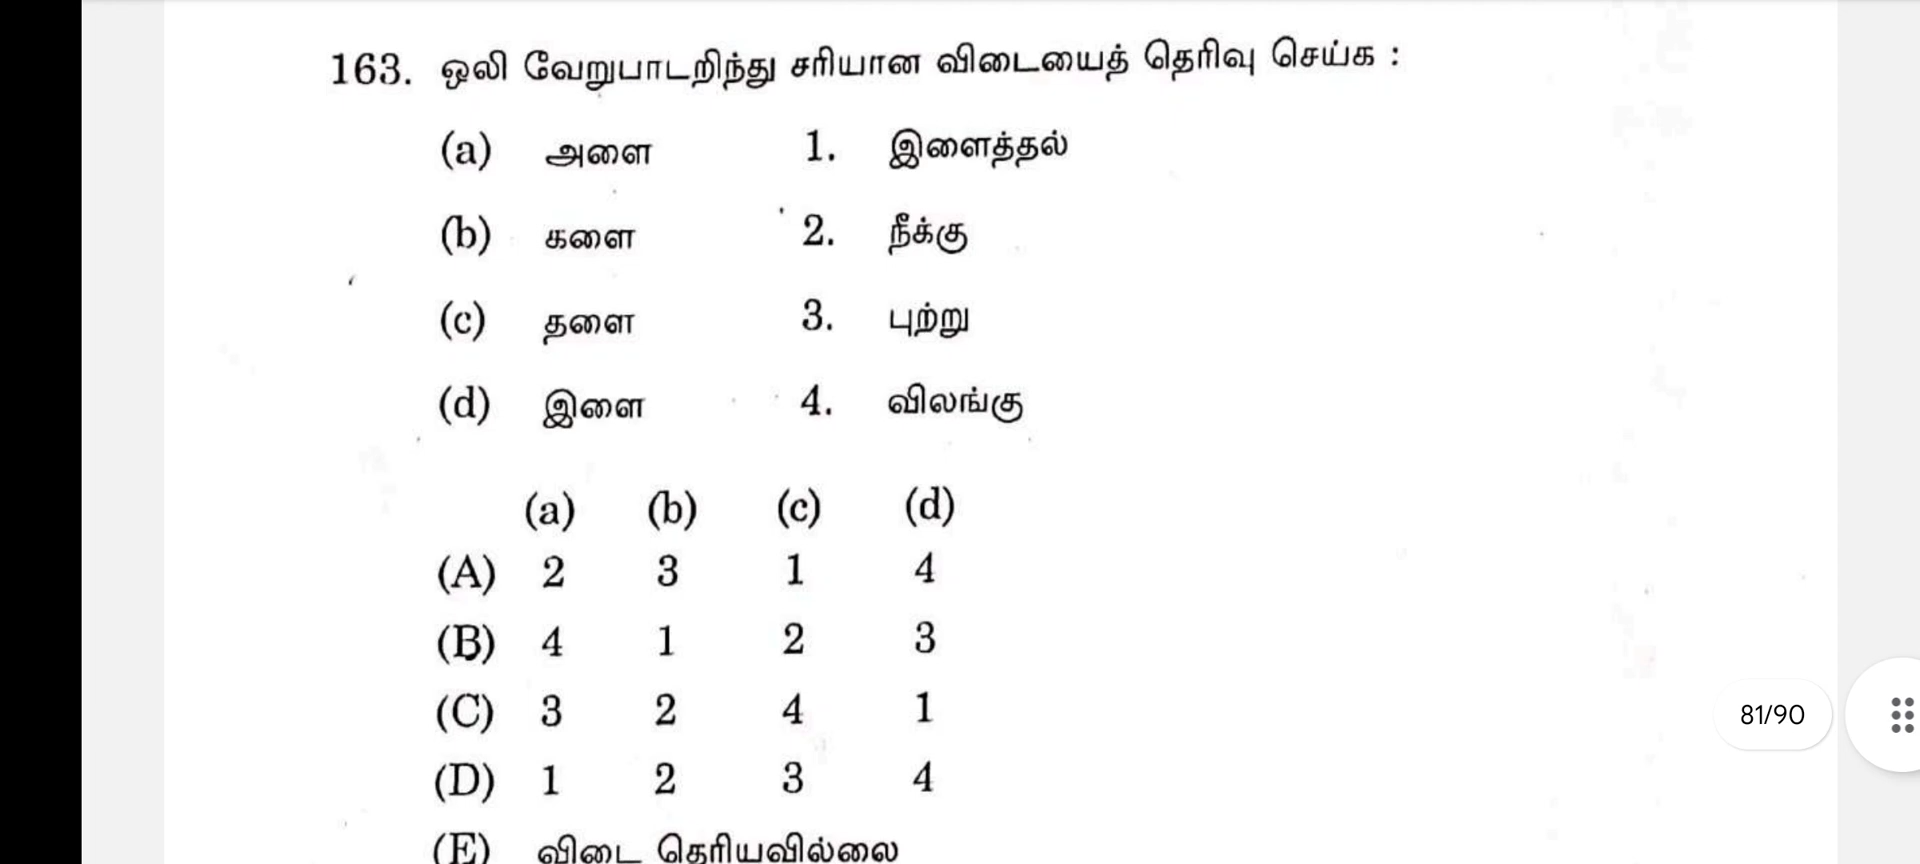 163. ஒலி வேறுபாடறிந்து சரியான விடையைத் தெரிவு செய்க :
(a) அளை 1. இளைத்தல்
(b) களை 2. நீக்கு
(c) தளை 3. புற்று
(d) இளை 4. விலங்கு
(a) (b) (c) (d)
(A) 2 3 1 4
(B) 4 1 2 3
(C) 3 2 4 1
(D) 1 2 3 4
(E) விடை தெரியவில்லை
81/90